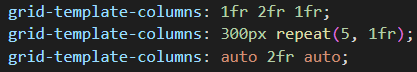 grid-template-columns: 1fr 2fr 1fr;
grid-template-columns: 300px repeat(5, 1fr);
grid-template-columns: auto 2fr auto;